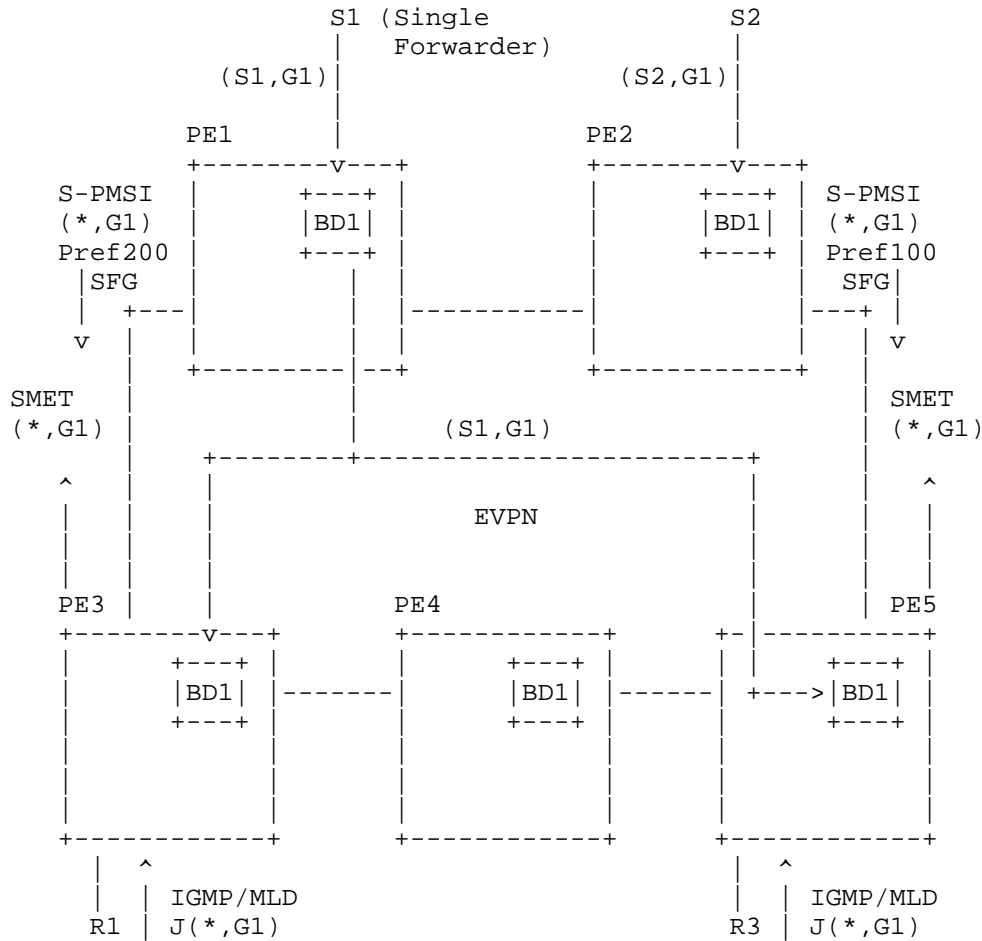 S1 (Single Forwarder) S2
(S1,G1) (S2,G1)
PE1 PE2
S-PMSI S-PMSI
(*,G1) BD1 BD1 (*,G1)
Pref200 Pref100
SFG SFG
SMET SMET
(*,G1) (S1,G1) (*,G1)
EVPN
PE3 PE4 PE5
BD1 BD1 BD1
IGMP/MLD IGMP/MLD
R1 J(*,G1) R3 J(*,G1)